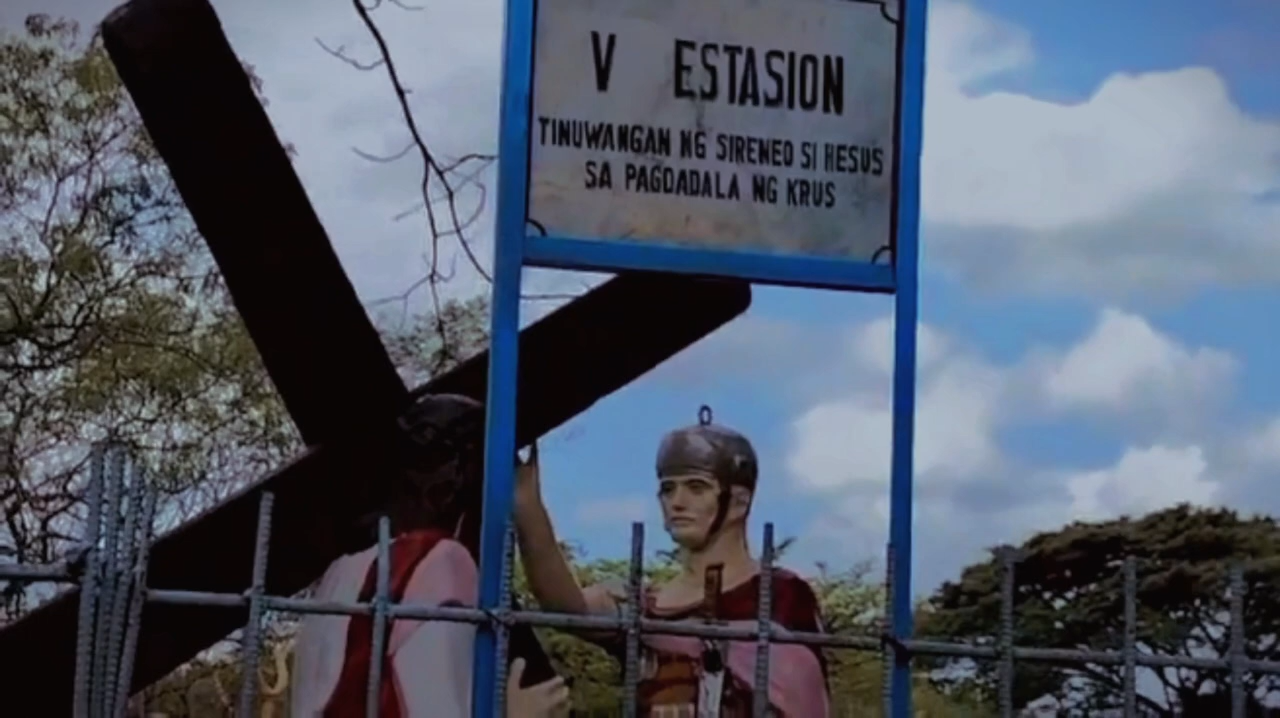 V ESTASION
TINUWANGAN NG SIRENEO SI HESUS
SA PAGDADALA NG KRUS